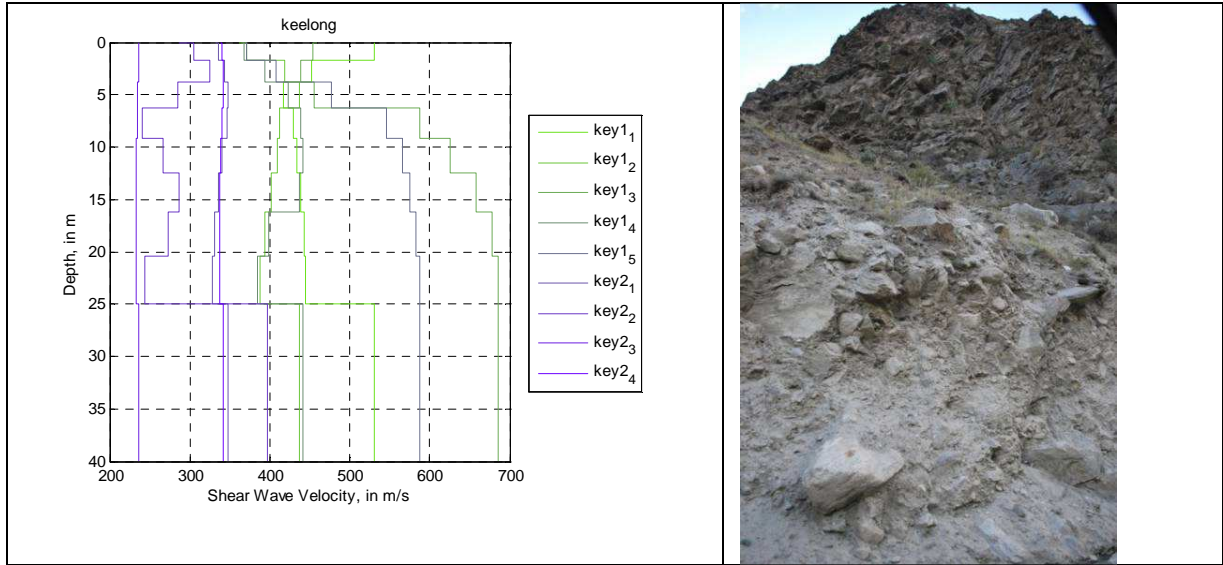 keelong
0
5
10
15
20
25
30
35
40
Depth, in m
200 300 400 500 600 700
Shear Wave Velocity, in m/s
key1₁
key1₂
key1₃
key1₄
key1₅
key2₁
key2₂
key2₃
key2₄